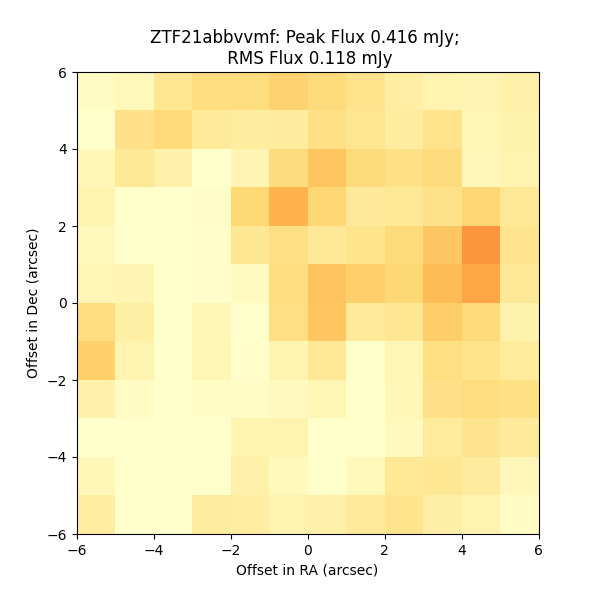 ZTF21abbvvmf: Peak Flux 0.416 mJy;
RMS Flux 0.118 mJy
6
4
2
0
−2
−4
−6
Offset in Dec (arcsec)
−6 −4 −2 0 2 4 6
Offset in RA (arcsec)